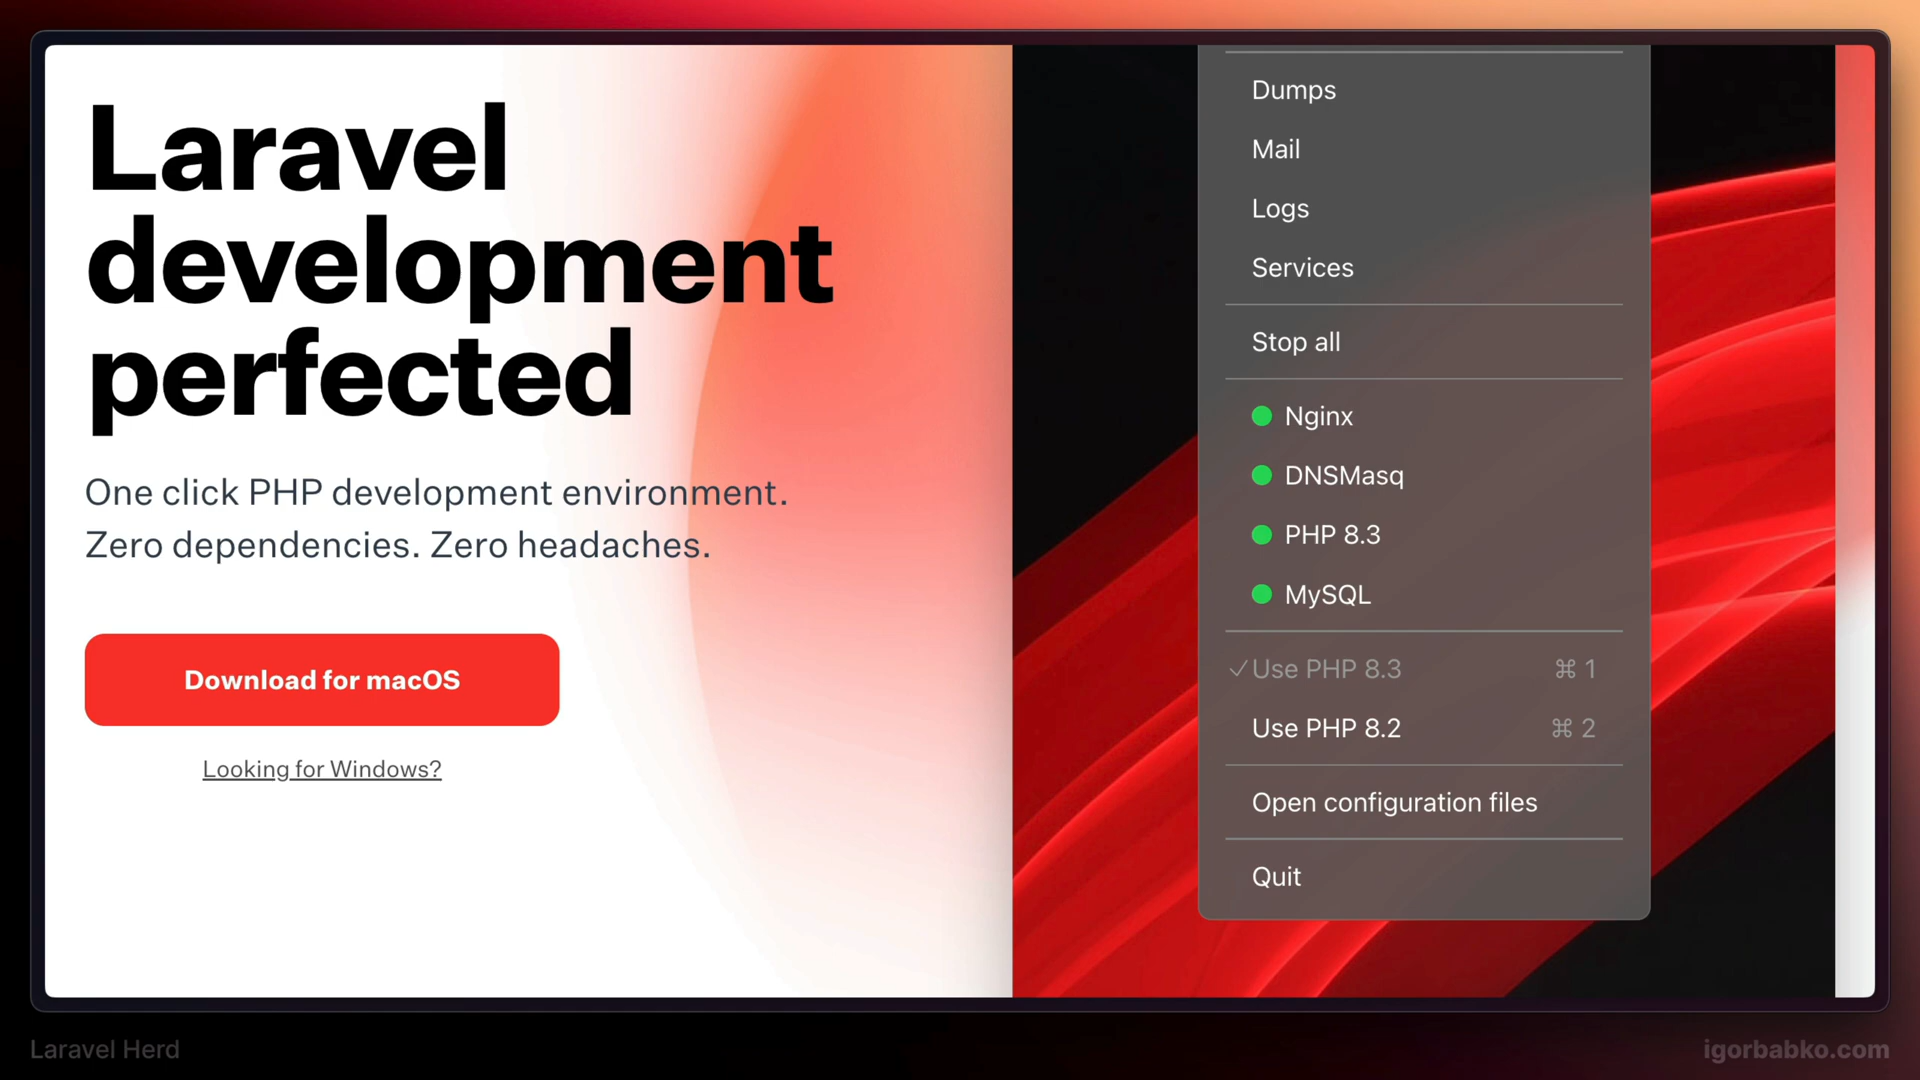 Laravel
development
perfected
One click PHP development environment.
Zero dependencies. Zero headaches.
Download for macOS
Looking for Windows?
Dumps
Mail
Logs
Services
Stop all
Nginx
DNSMasq
PHP 8.3
MySQL
✓ Use PHP 8.3 ⌘ 1
Use PHP 8.2 ⌘ 2
Open configuration files
Quit
Laravel Herd
igorbabko.com